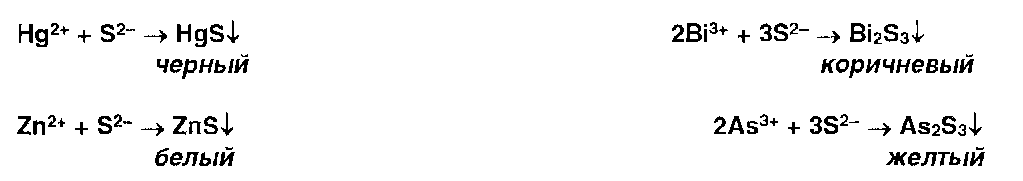 Hg²⁺ + S²⁻ → HgS↓ 2Bi³⁺ + 3S²⁻ → Bi₂S₃↓
черный коричневый
Zn²⁺ + S²⁻ → ZnS↓ 2As³⁺ + 3S²⁻ → As₂S₃↓
белый желтый